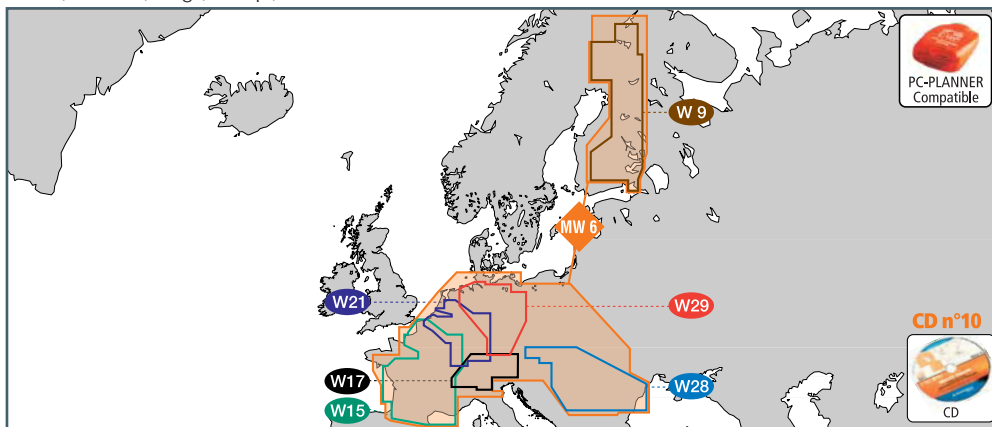 PC-PLANNER
Compatible
W 9
MW 6
W21
W29
CD n°10
W17
W28
W15
CD